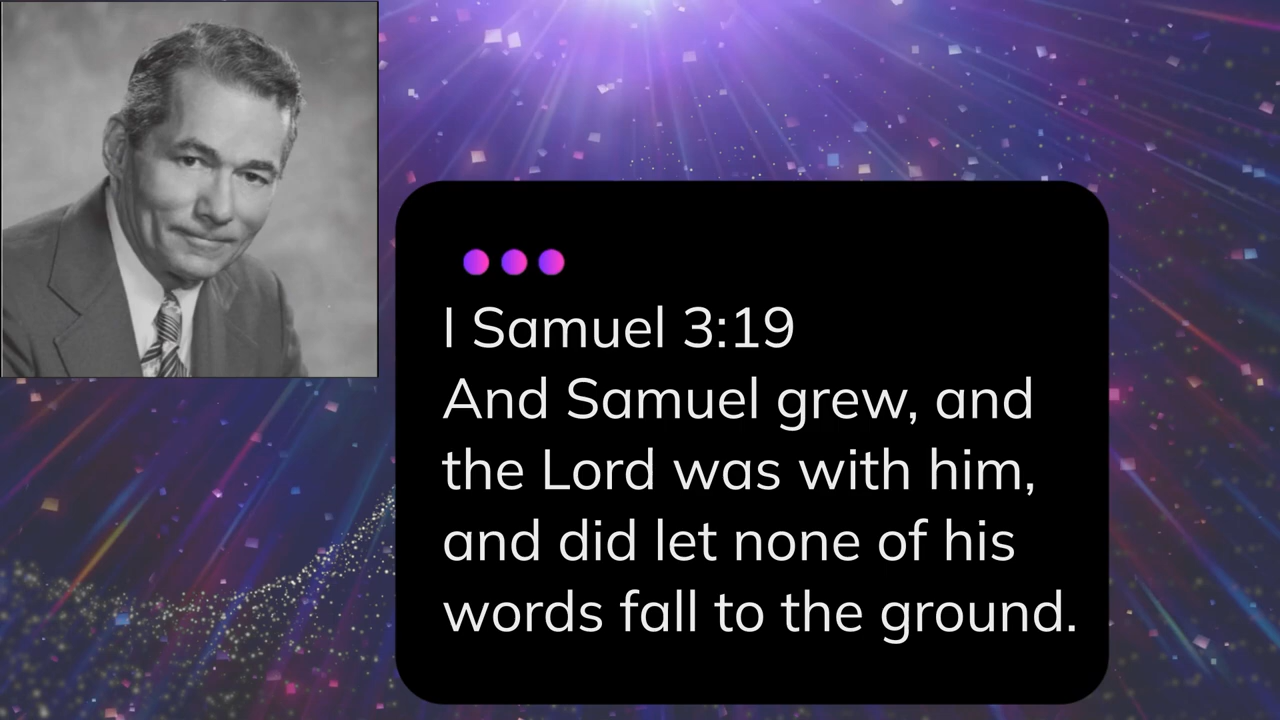 I Samuel 3:19
And Samuel grew, and
the Lord was with him,
and did let none of his
words fall to the ground.